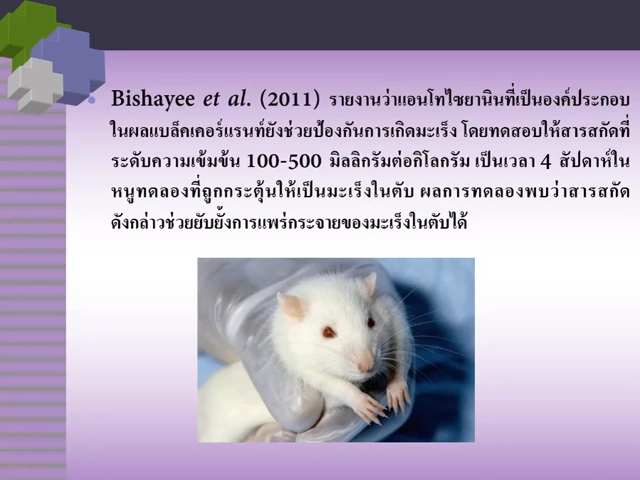 Bishayee et al. (2011) รายงานว่าแอนโทไซยานินที่เป็นองค์ประกอบ
ในผลแบล็คเคอร์แรนท์ยังช่วยป้องกันการเกิดมะเร็ง โดยทดสอบให้สารสกัดที่
ระดับความเข้มข้น 100-500 มิลลิกรัมต่อกิโลกรัม เป็นเวลา 4 สัปดาห์ใน
หนูทดลองที่ถูกกระตุ้นให้เป็นมะเร็งในตับ ผลการทดลองพบว่าสารสกัด
ดังกล่าวช่วยยับยั้งการแพร่กระจายของมะเร็งในตับได้